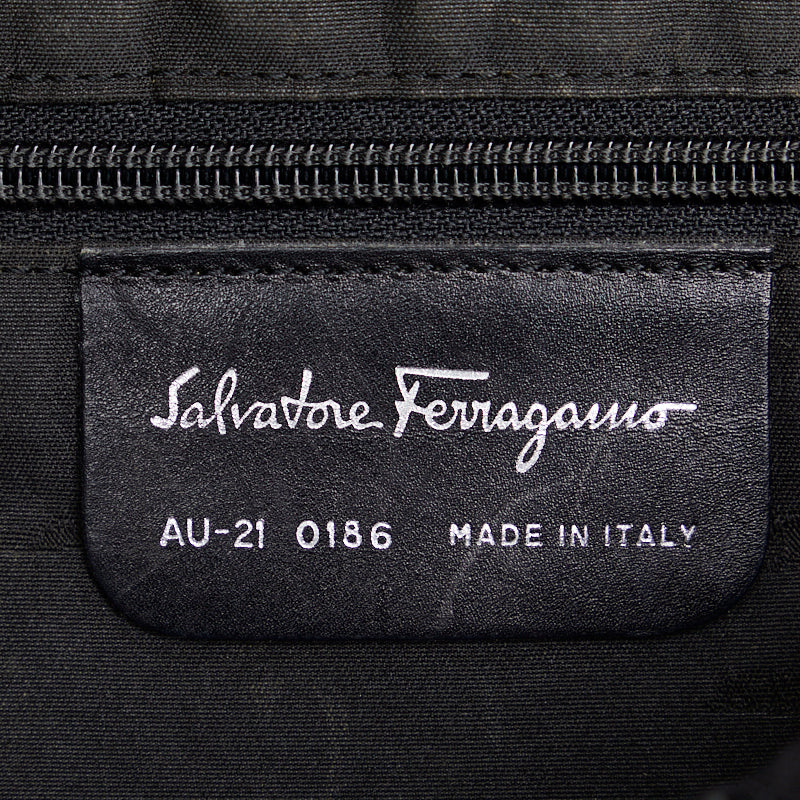 Salvatore Ferragamo
AU-21 0186 MADE IN ITALY